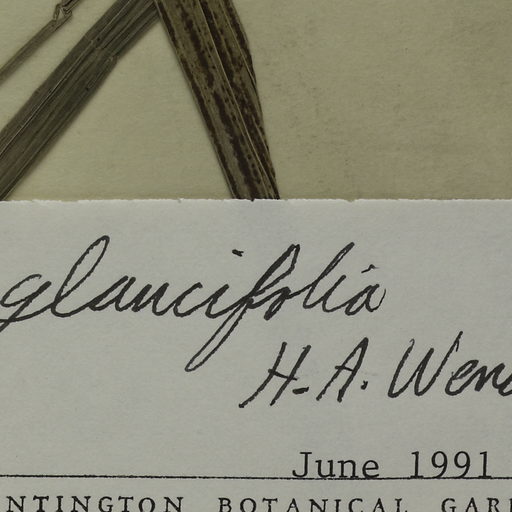 glaucifolia
H.A. Wen
June 1991
NTINGTON BOTANICAL GAR